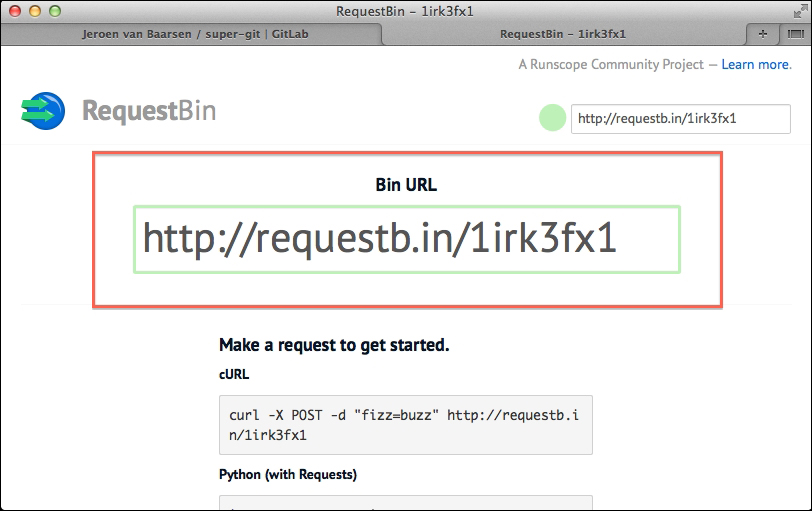 RequestBin – 1irk3fx1
Jeroen van Baarsen / super-git | GitLab
RequestBin – 1irk3fx1
A Runscope Community Project — Learn more.
RequestBin
http://requestb.in/1irk3fx1
Bin URL
http://requestb.in/1irk3fx1
Make a request to get started.
cURL
curl -X POST -d "fizz=buzz" http://requestb.i
n/1irk3fx1
Python (with Requests)